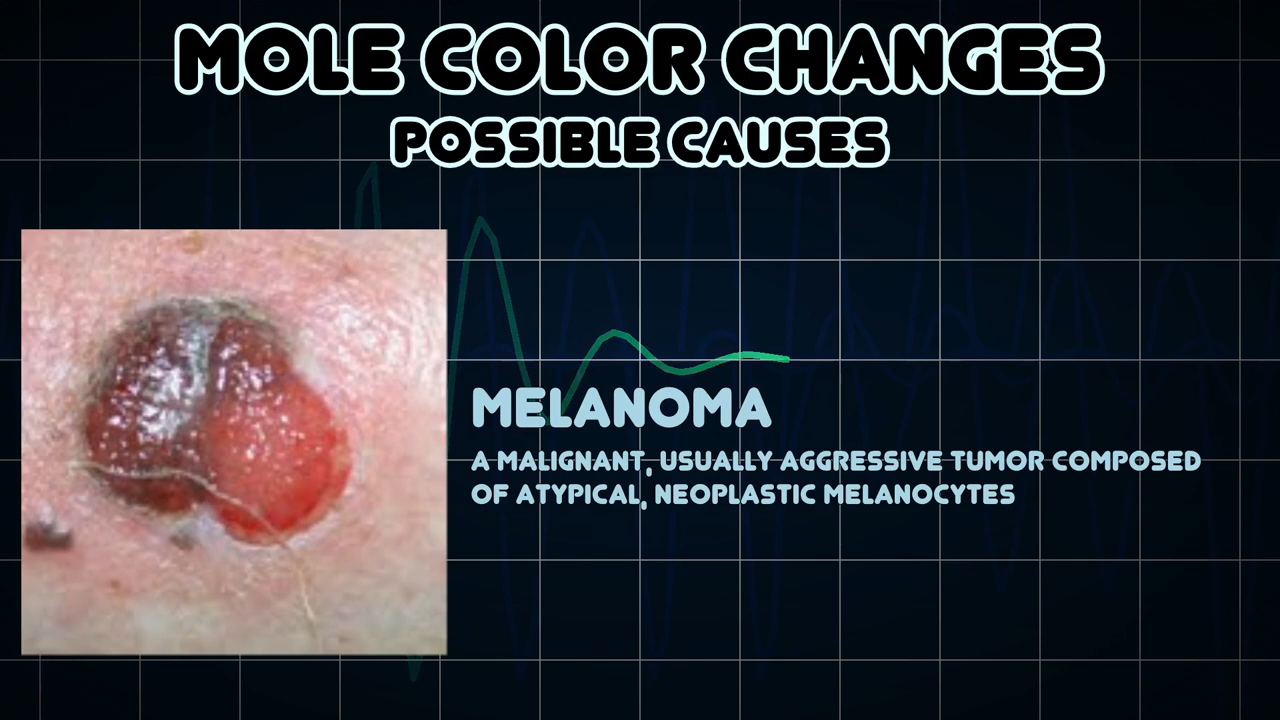 MOLE COLOR CHANGES
POSSIBLE CAUSES
MELANOMA
A MALIGNANT, USUALLY AGGRESSIVE TUMOR COMPOSED
OF ATYPICAL, NEOPLASTIC MELANOCYTES